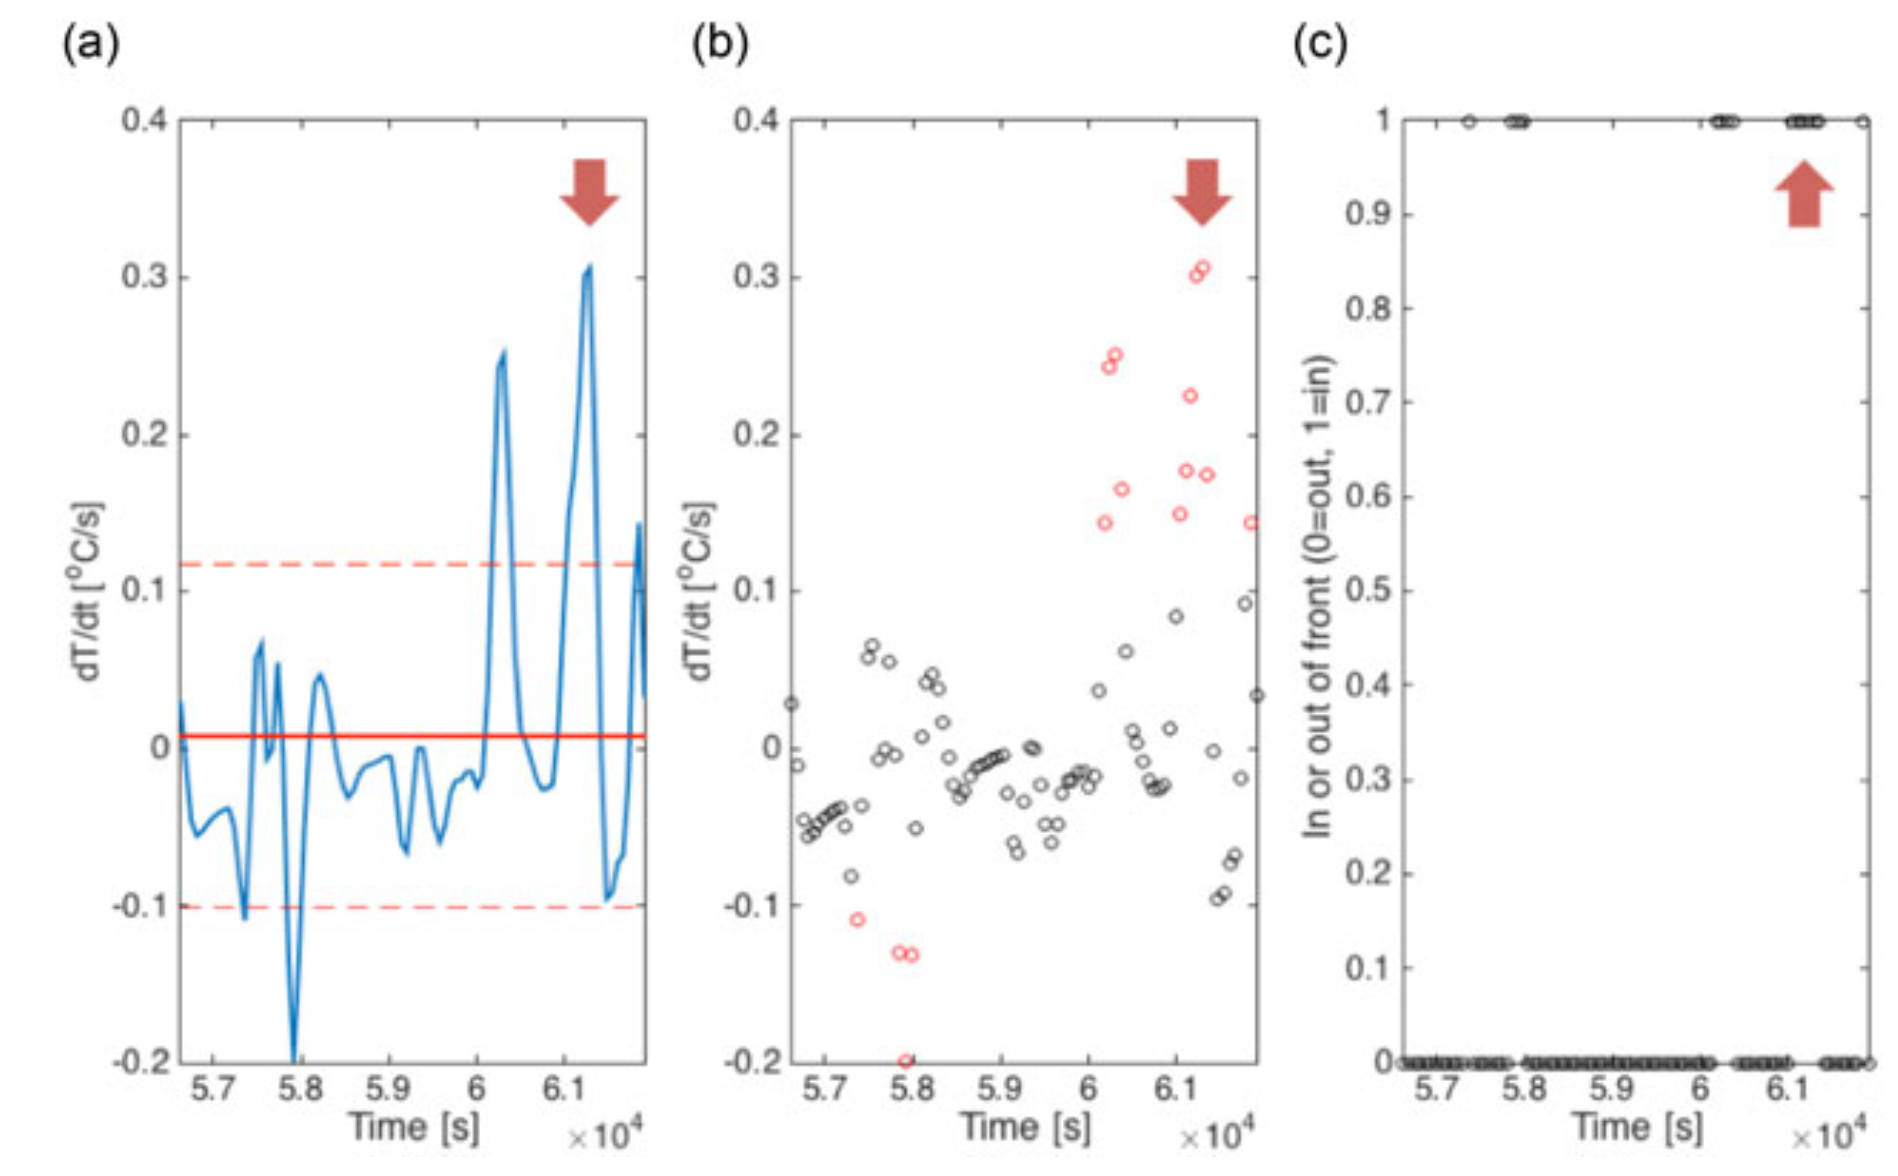 (a)
(b)
(c)
0.4
0.3
0.2
0.1
0
-0.1
-0.2
dT/dt [°C/s]
5.7 5.8 5.9 6 6.1
Time [s]
×10⁴
0.4
0.3
0.2
0.1
0
-0.1
-0.2
dT/dt [°C/s]
5.7 5.8 5.9 6 6.1
Time [s]
×10⁴
1
0.9
0.8
0.7
0.6
0.5
0.4
0.3
0.2
0.1
0
In or out of front (0=out, 1=in)
5.7 5.8 5.9 6 6.1
Time [s]
×10⁴